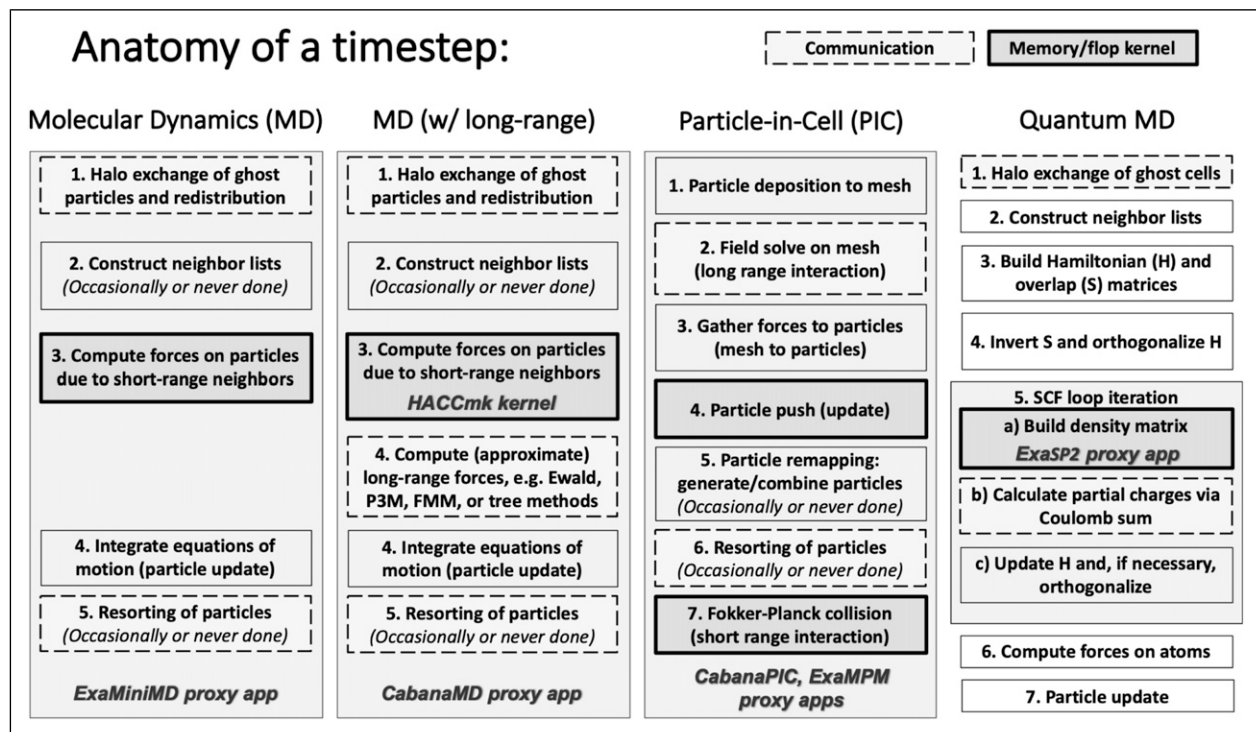 Anatomy of a timestep:
Communication
Memory/flop kernel
Molecular Dynamics (MD)
1. Halo exchange of ghost
particles and redistribution
2. Construct neighbor lists
(Occasionally or never done)
3. Compute forces on particles
due to short-range neighbors
4. Integrate equations of
motion (particle update)
5. Resorting of particles
(Occasionally or never done)
ExaMiniMD proxy app
MD (w/ long-range)
1. Halo exchange of ghost
particles and redistribution
2. Construct neighbor lists
(Occasionally or never done)
3. Compute forces on particles
due to short-range neighbors
HACCmk kernel
4. Compute (approximate)
long-range forces, e.g. Ewald,
P3M, FMM, or tree methods
4. Integrate equations of
motion (particle update)
5. Resorting of particles
(Occasionally or never done)
CabanaMD proxy app
Particle-in-Cell (PIC)
1. Particle deposition to mesh
2. Field solve on mesh
(long range interaction)
3. Gather forces to particles
(mesh to particles)
4. Particle push (update)
5. Particle remapping:
generate/combine particles
(Occasionally or never done)
6. Resorting of particles
(Occasionally or never done)
7. Fokker-Planck collision
(short range interaction)
CabanaPIC, ExaMPM
proxy apps
Quantum MD
1. Halo exchange of ghost cells
2. Construct neighbor lists
3. Build Hamiltonian (H) and
overlap (S) matrices
4. Invert S and orthogonalize H
5. SCF loop iteration
a) Build density matrix
ExaSP2 proxy app
b) Calculate partial charges via
Coulomb sum
c) Update H and, if necessary,
orthogonalize
6. Compute forces on atoms
7. Particle update